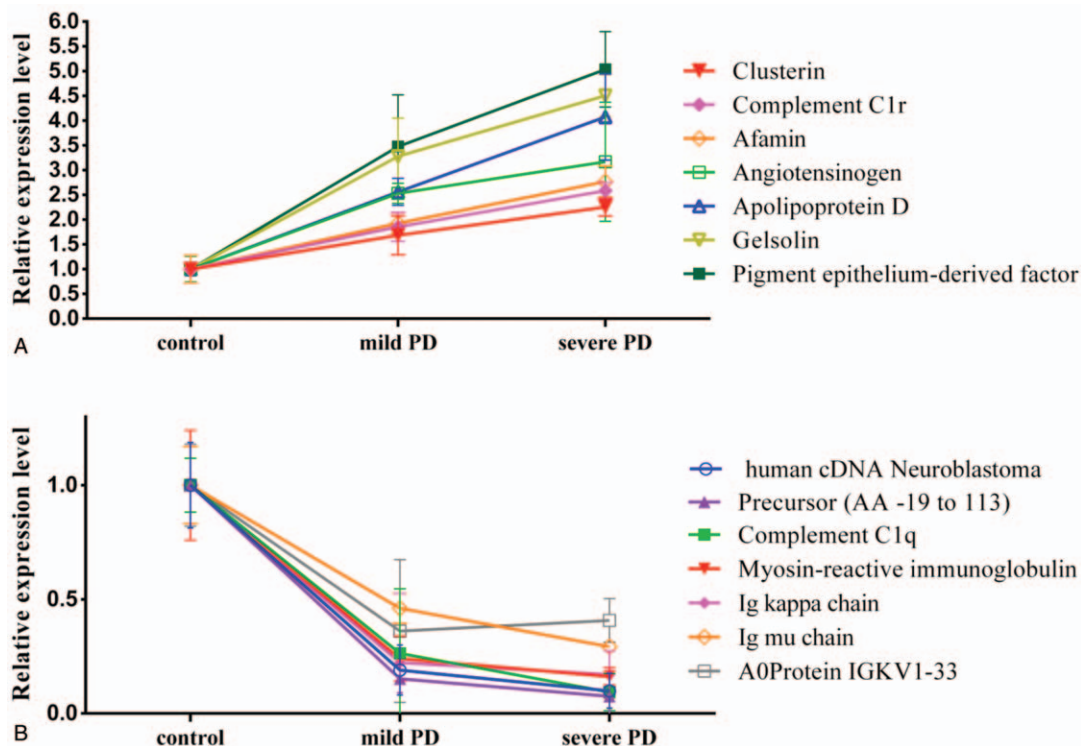 Relative expression level
6.0
5.5
5.0
4.5
4.0
3.5
3.0
2.5
2.0
1.5
1.0
0.5
0.0
control
mild PD
severe PD
Clusterin
Complement C1r
Afamin
Angiotensinogen
Apolipoprotein D
Gelsolin
Pigment epithelium-derived factor
A
Relative expression level
1.0
0.5
0.0
control
mild PD
severe PD
human cDNA Neuroblastoma
Precursor (AA -19 to 113)
Complement C1q
Myosin-reactive immunoglobulin
Ig kappa chain
Ig mu chain
A0Protein IGKV1-33
B